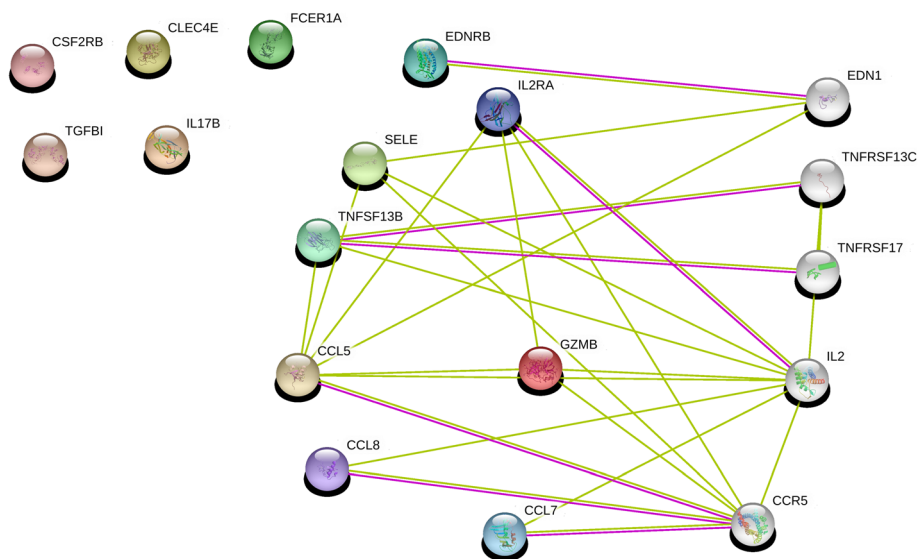 FCER1A
CLEC4E
CSF2RB
EDNRB
EDN1
IL2RA
IL17B
TGFBI
SELE
TNFRSF13C
TNFSF13B
TNFRSF17
GZMB
CCL5
IL2
CCL8
CCR5
CCL7